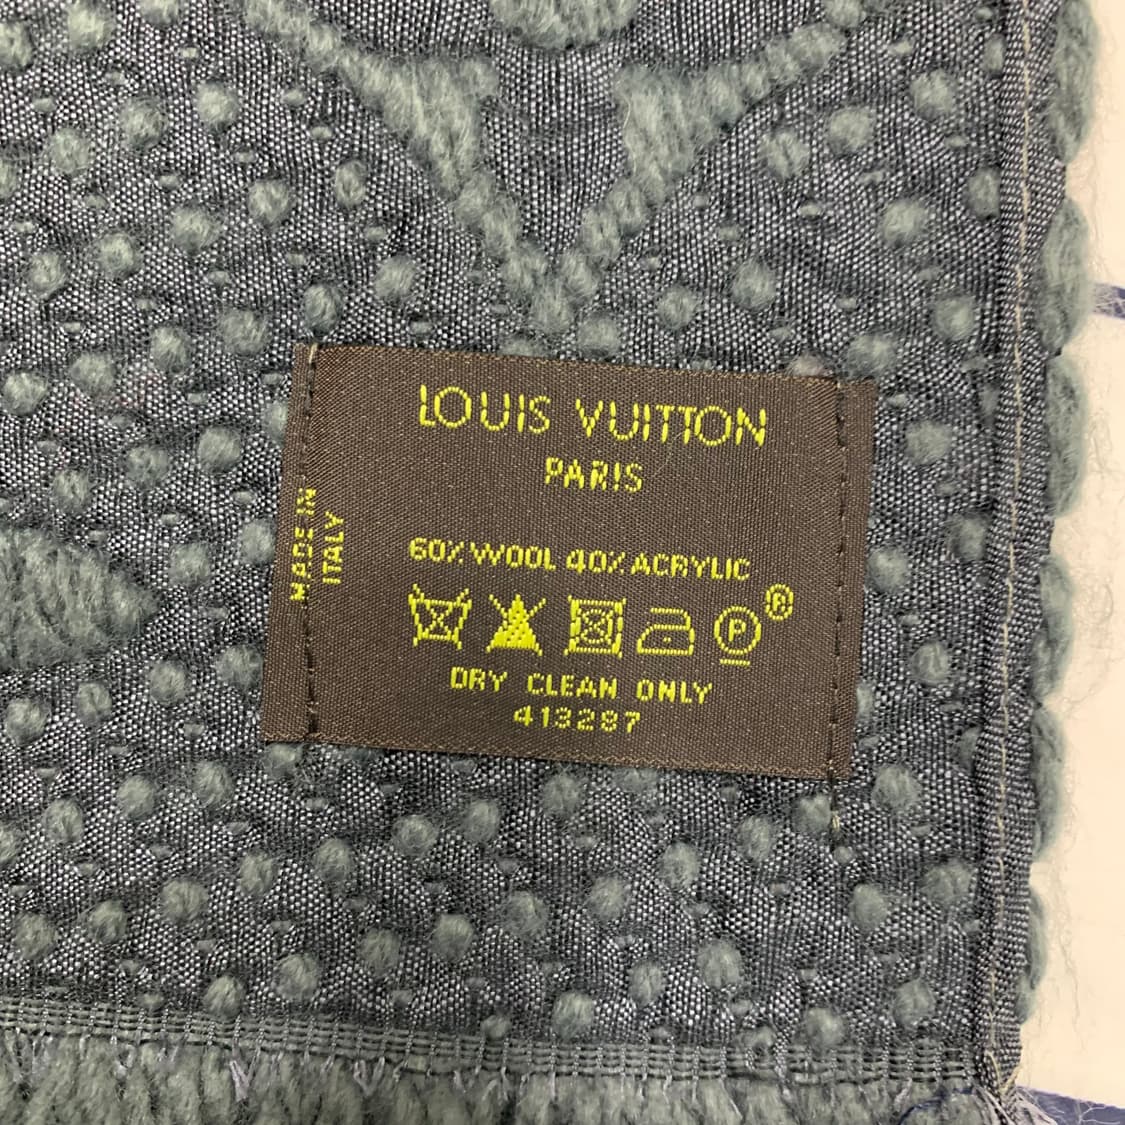 LOUIS VUITTON
PARIS
MADE IN
ITALY
60% WOOL 40% ACRYLIC
P
®
DRY CLEAN ONLY
413287